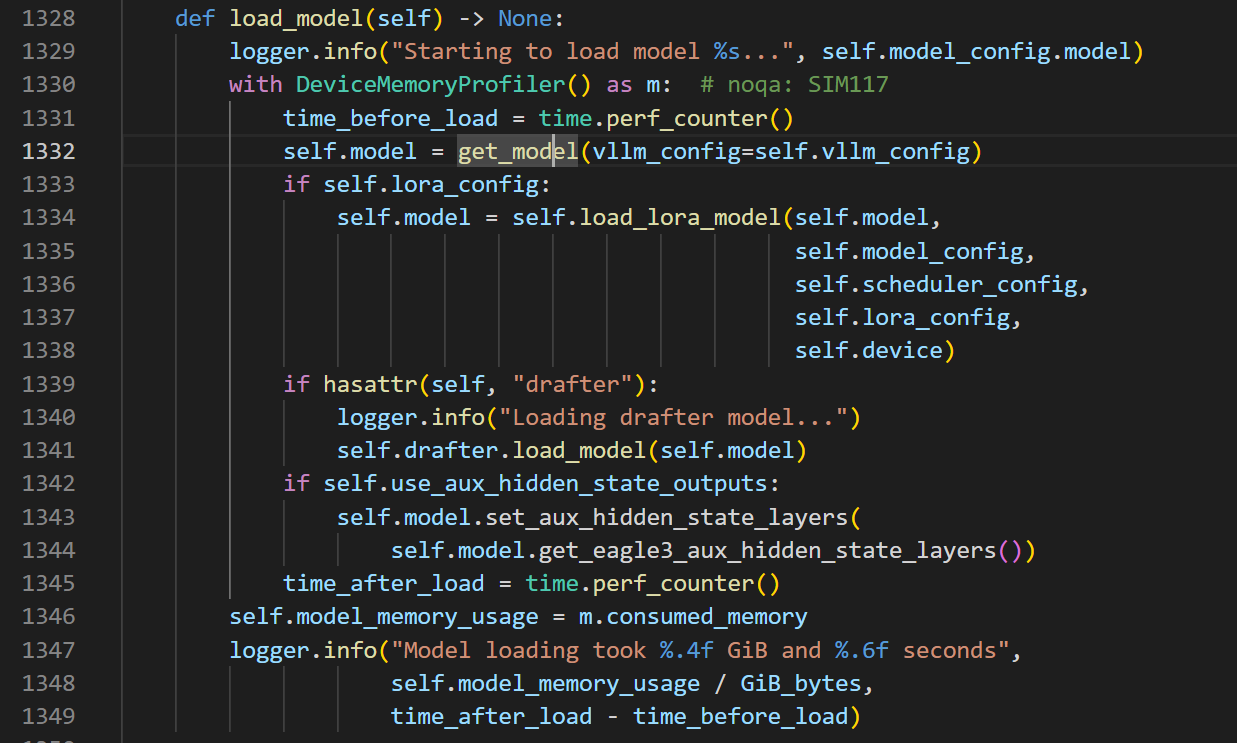 1328 def load_model(self) -> None:
1329 logger.info("Starting to load model %s...", self.model_config.model)
1330 with DeviceMemoryProfiler() as m:  # noqa: SIM117
1331 time_before_load = time.perf_counter()
1332 self.model = get_model(vllm_config=self.vllm_config)
1333 if self.lora_config:
1334 self.model = self.load_lora_model(self.model,
1335 self.model_config,
1336 self.scheduler_config,
1337 self.lora_config,
1338 self.device)
1339 if hasattr(self, "drafter"):
1340 logger.info("Loading drafter model...")
1341 self.drafter.load_model(self.model)
1342 if self.use_aux_hidden_state_outputs:
1343 self.model.set_aux_hidden_state_layers(
1344 self.model.get_eagle3_aux_hidden_state_layers())
1345 time_after_load = time.perf_counter()
1346 self.model_memory_usage = m.consumed_memory
1347 logger.info("Model loading took %.4f GiB and %.6f seconds",
1348 self.model_memory_usage / GiB_bytes,
1349 time_after_load - time_before_load)